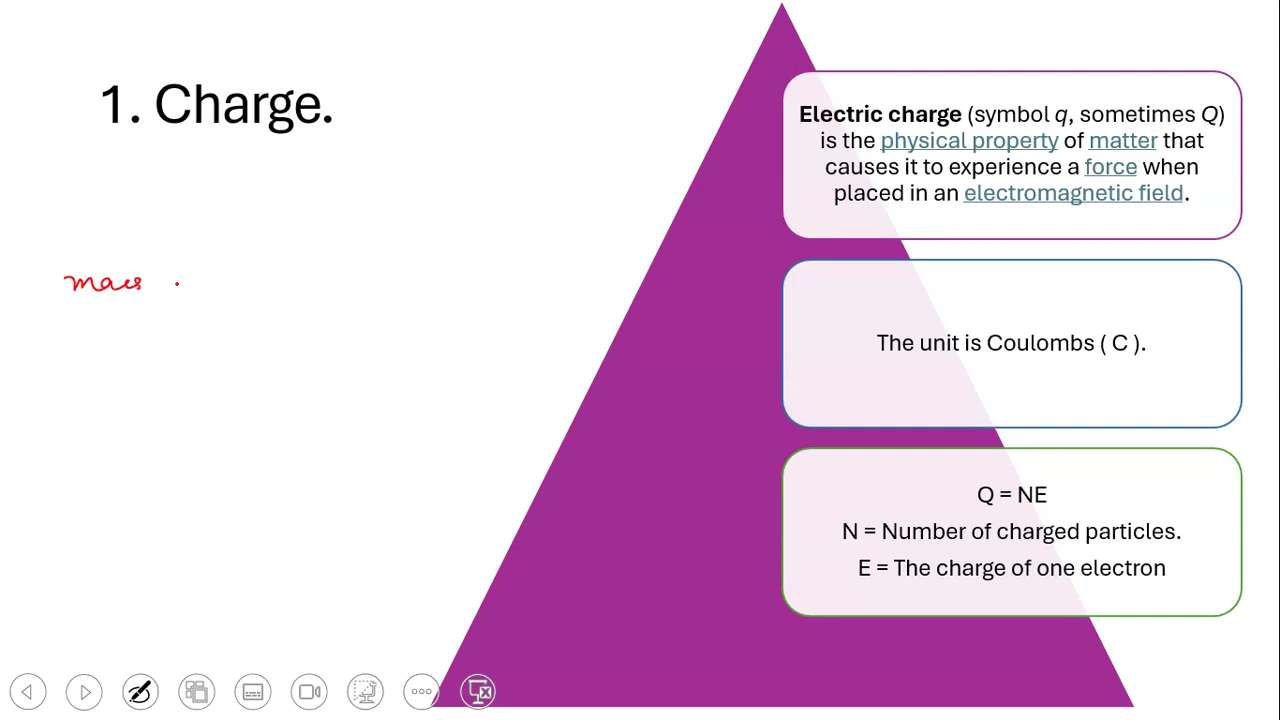 1. Charge.
mass .
Electric charge (symbol q, sometimes Q)
is the physical property of matter that
causes it to experience a force when
placed in an electromagnetic field.
The unit is Coulombs ( C ).
Q = NE
N = Number of charged particles.
E = The charge of one electron